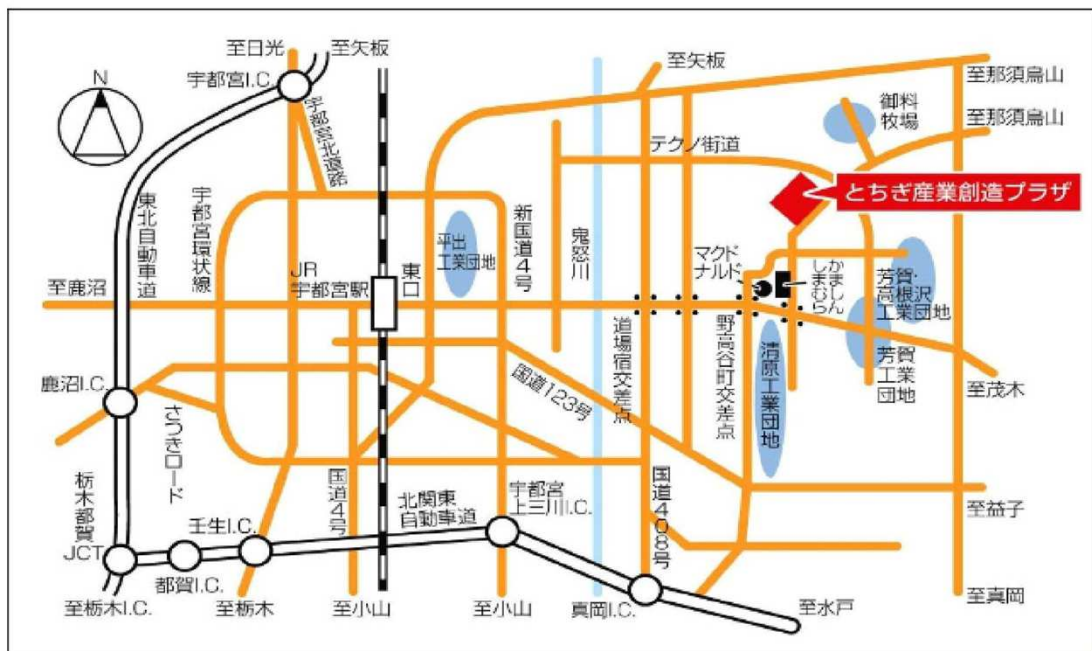 至日光
至矢板
宇都宮I.C.
N
至矢板
至那須烏山
御料
牧場
至那須烏山
宇都宮北道路
テクノ街道
とちぎ産業創造プラザ
東北自動車道
宇都宮環状線
平出
工業団地
新国道4号
鬼怒川
マクド
ナルド
かましん
しまむら
芳賀・
高根沢
工業団地
至鹿沼
JR
宇都宮駅
東口
道場宿交差点
野高谷町交差点
清原工業団地
芳賀
工業
団地
至茂木
鹿沼I.C.
さつきロード
国道123号
栃木都賀
JCT
国道4号
北関東
自動車道
宇都宮
上三川I.C.
国道408号
至益子
壬生I.C.
都賀I.C.
至栃木I.C.
至栃木
至小山
至小山
真岡I.C.
至水戸
至真岡